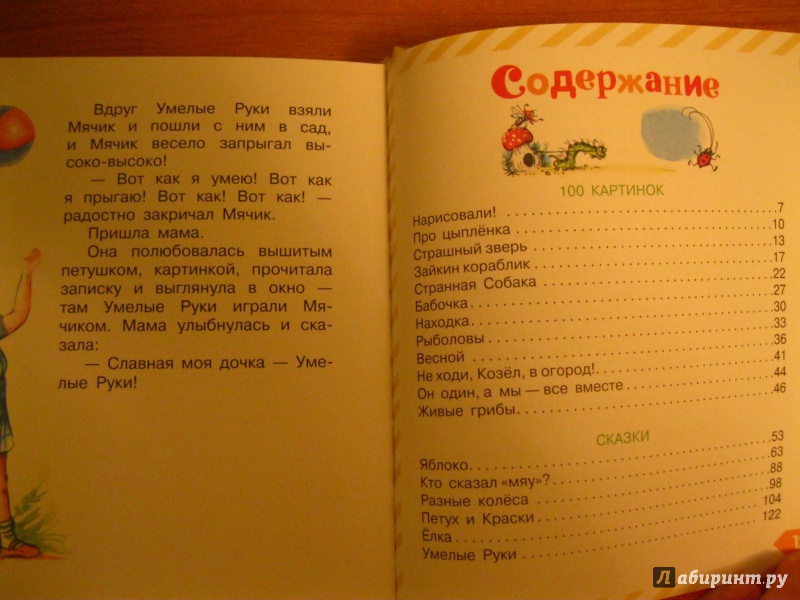 Вдруг Умелые Руки взяли
Мячик и пошли с ним в сад,
и Мячик весело запрыгал вы-
соко-высоко!
— Вот как я умею! Вот как
я прыгаю! Вот как! Вот как! —
радостно закричал Мячик.
Пришла мама.
Она полюбовалась вышитым
петушком, картинкой, прочитала
записку и выглянула в окно —
там Умелые Руки играли Мя-
чиком. Мама улыбнулась и ска-
зала:
— Славная моя дочка — Уме-
лые Руки!
Содержание
100 КАРТИНОК
Нарисовали! 7
Про цыплёнка 10
Страшный зверь 13
Зайкин кораблик 17
Странная Собака 22
Бабочка 27
Находка 30
Рыболовы 33
Весной 36
Не ходи, Козёл, в огород! 41
Он один, а мы — все вместе 44
Живые грибы 46
СКАЗКИ
Яблоко 53
Кто сказал «мяу»? 63
Разные колёса 88
Петух и Краски 98
Ёлка 104
Умелые Руки 122
Лабиринт.ру